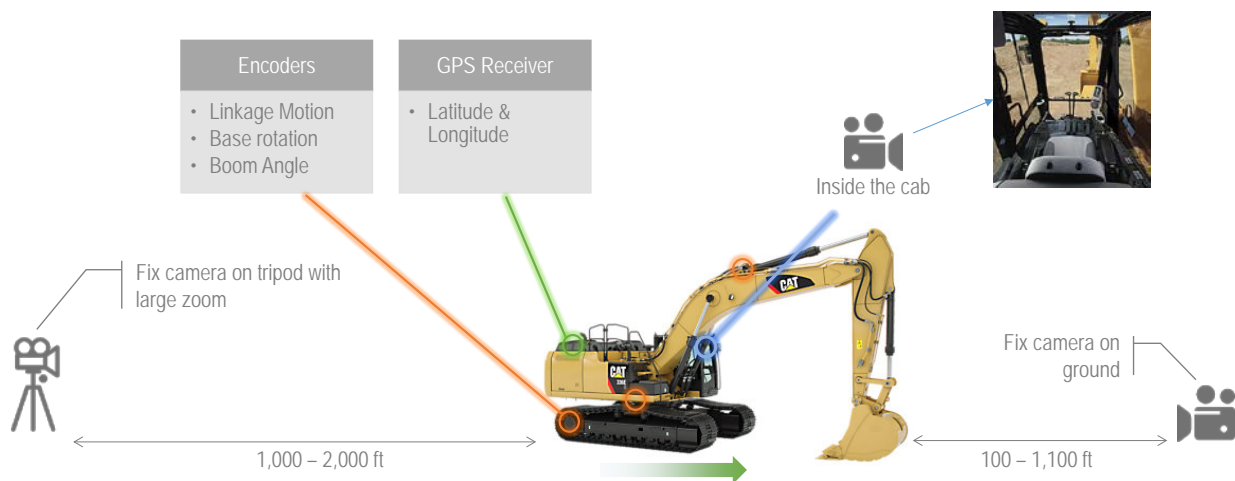 Encoders
• Linkage Motion
• Base rotation
• Boom Angle
GPS Receiver
• Latitude &
Longitude
Inside the cab
Fix camera on tripod with
large zoom
Fix camera on
ground
CAT
CAT
1,000 – 2,000 ft
100 – 1,100 ft